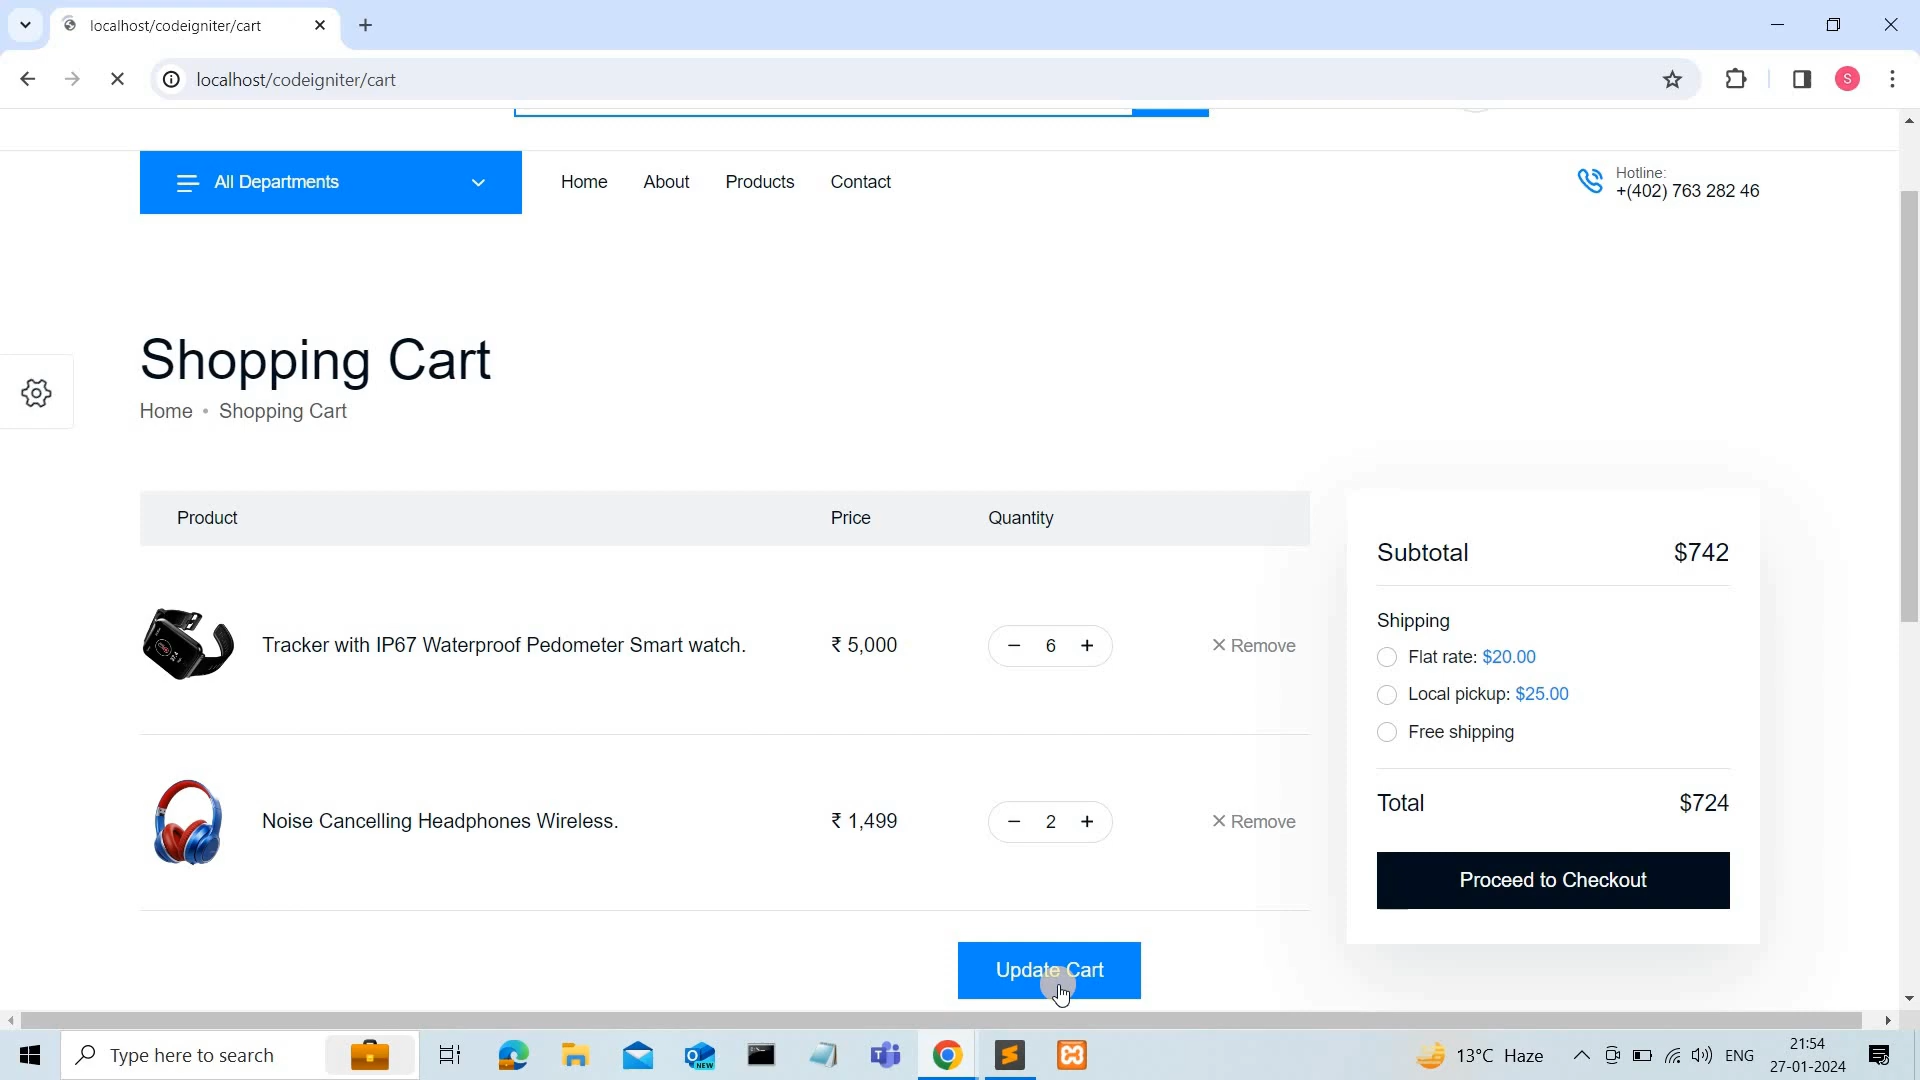 localhost/codeigniter/cart
localhost/codeigniter/cart
S
All Departments
Home About Products Contact
Hotline:
+(402) 763 282 46
Shopping Cart
Home • Shopping Cart
Product Price Quantity
Tracker with IP67 Waterproof Pedometer Smart watch. ₹ 5,000 − 6 + × Remove
Noise Cancelling Headphones Wireless. ₹ 1,499 − 2 + × Remove
Update Cart
Subtotal $742
Shipping
Flat rate: $20.00
Local pickup: $25.00
Free shipping
Total $724
Proceed to Checkout
Type here to search
NEW
13°C Haze
ENG
21:54
27-01-2024